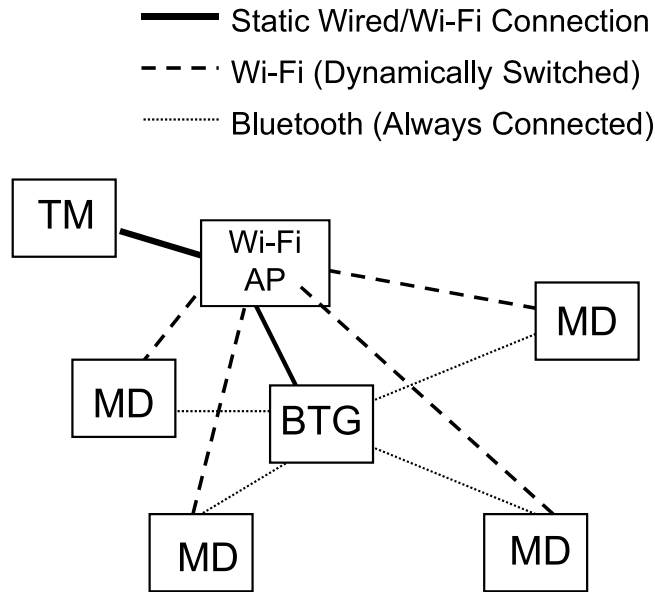 Static Wired/Wi-Fi Connection
Wi-Fi (Dynamically Switched)
Bluetooth (Always Connected)
TM
Wi-Fi
AP
MD
MD
BTG
MD
MD